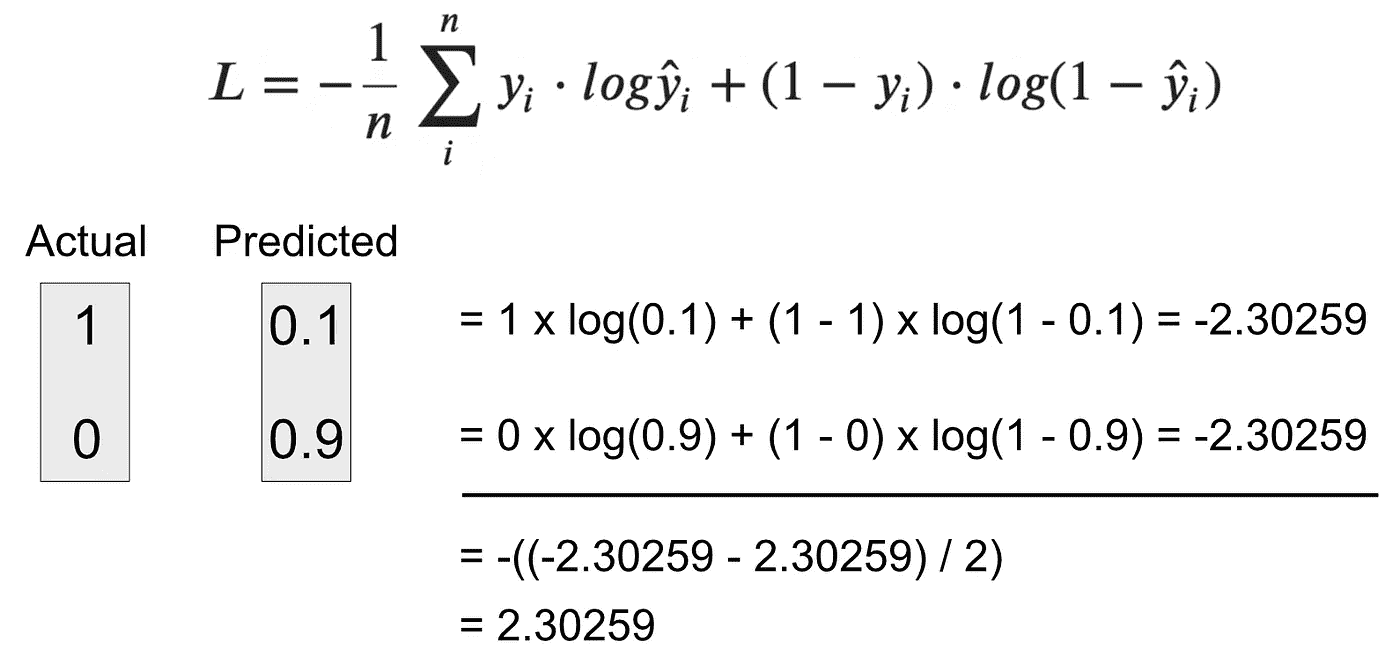 L = -\frac{1}{n} \sum_{i}^{n} y_i · logŷ_i + (1 − y_i) · log(1 − ŷ_i)
Actual Predicted
1 0.1 = 1 x log(0.1) + (1 - 1) x log(1 - 0.1) = -2.30259
0 0.9 = 0 x log(0.9) + (1 - 0) x log(1 - 0.9) = -2.30259
= -((-2.30259 - 2.30259) / 2)
= 2.30259